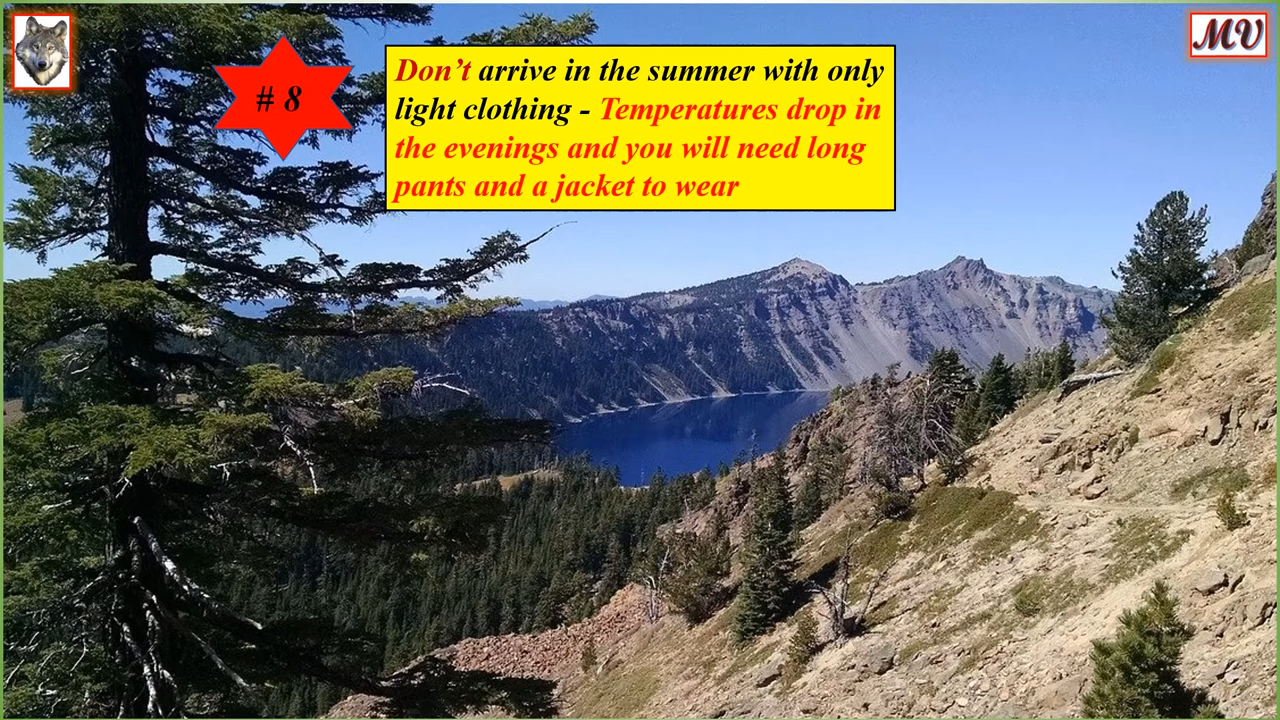 MV
# 8
Don't arrive in the summer with only
light clothing - Temperatures drop in
the evenings and you will need long
pants and a jacket to wear